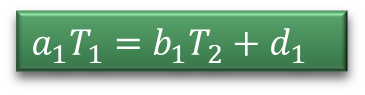 a₁T₁ = b₁T₂ + d₁